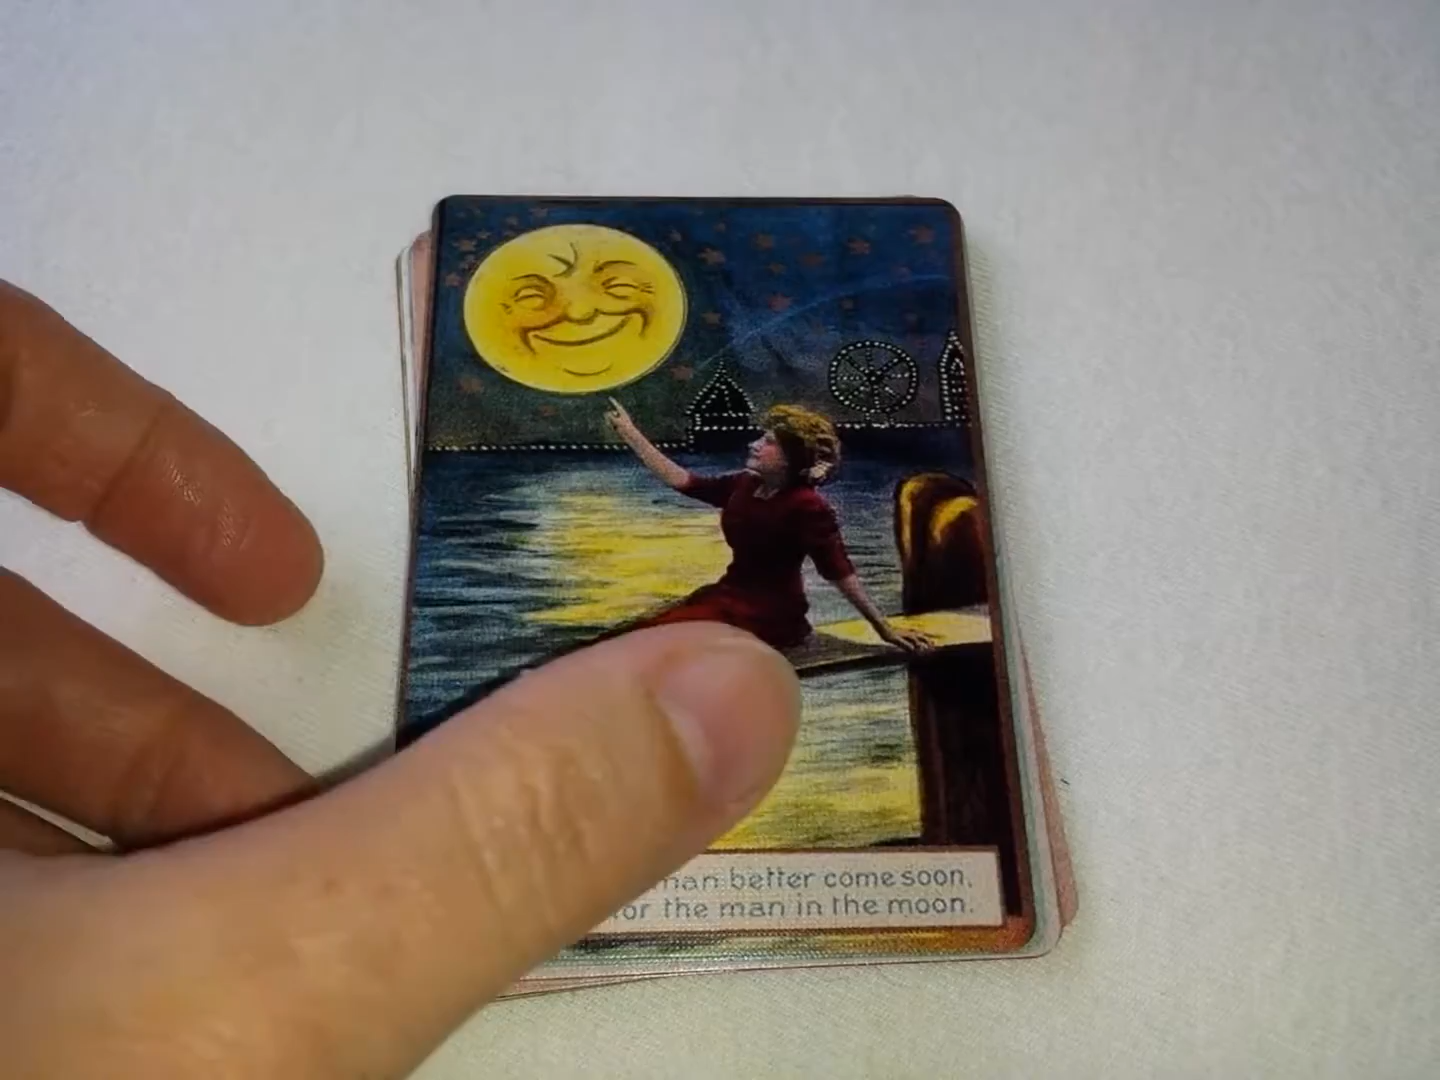 man better come soon,
for the man in the moon.